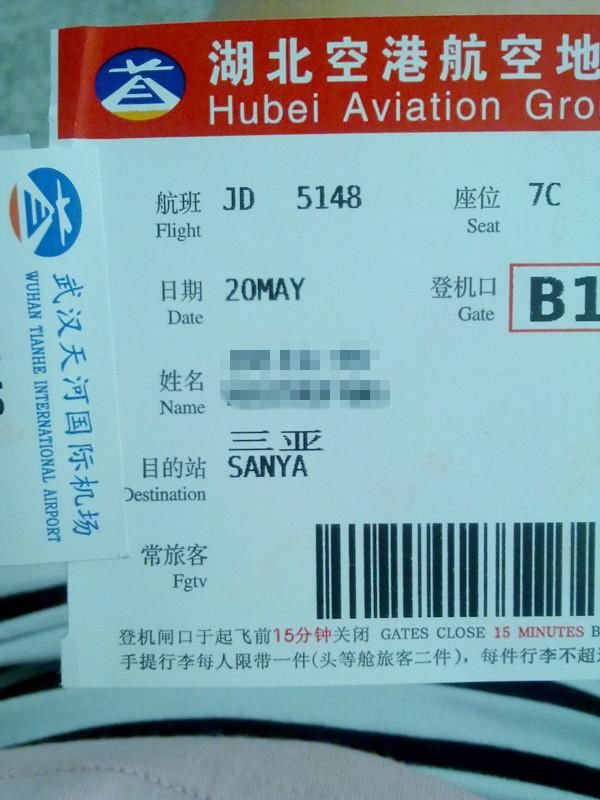 湖北空港航空地
Hubei Aviation Gro
航班 JD 5148 座位 7C
Flight Seat
日期 20MAY 登机口 B1
Date Gate
姓名
Name
三亚
目的站 SANYA
Destination
常旅客
Fgtv
登机闸口于起飞前15分钟关闭 GATES CLOSE 15 MINUTES B
手提行李每人限带一件(头等舱旅客二件)，每件行李不超
武汉天河国际机场
WUHAN TIANHE INTERNATIONAL AIRPORT